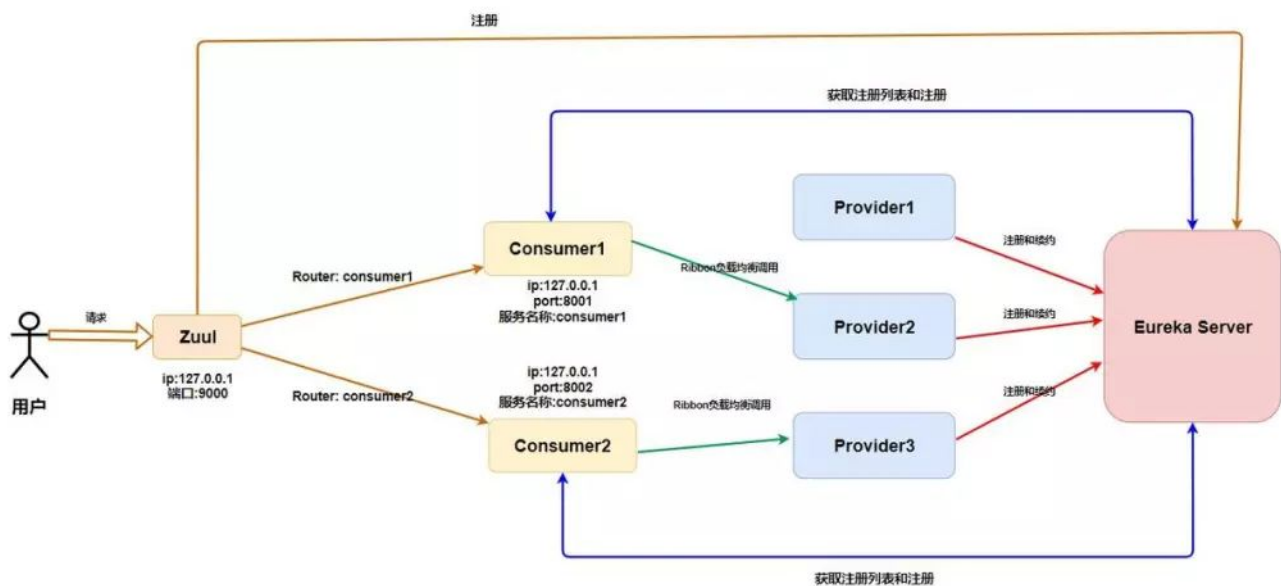 注册
获取注册列表和注册
Provider1
Consumer1
注册和续约
Ribbon负载均衡调用
Router: consumer1
ip:127.0.0.1
port:8001
服务名称:consumer1
请求
Zuul
Provider2
注册和续约
Eureka Server
用户
ip:127.0.0.1
端口:9000
ip:127.0.0.1
port:8002
服务名称:consumer2
Router: consumer2
Ribbon负载均衡调用
注册和续约
Consumer2
Provider3
获取注册列表和注册